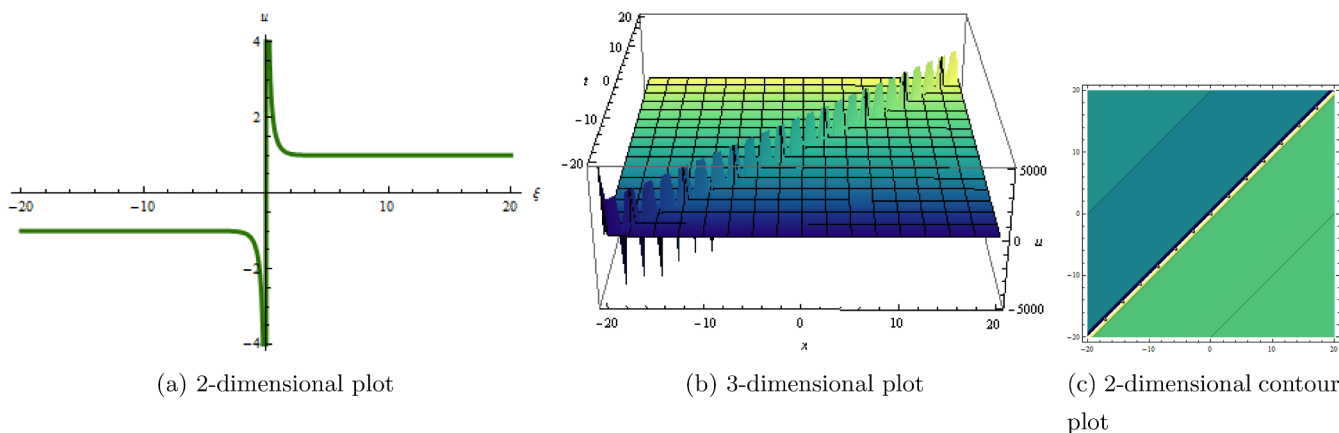 u
4
2
−20 −10 10 20 ξ
−2
−4
20
10
t 0
−10
−20
5000
0 u
−5000
−20 −10 0 10 20
x
20
10
0
−10
−20
−20 −10 0 10 20
(a) 2-dimensional plot
(b) 3-dimensional plot
(c) 2-dimensional contour
plot